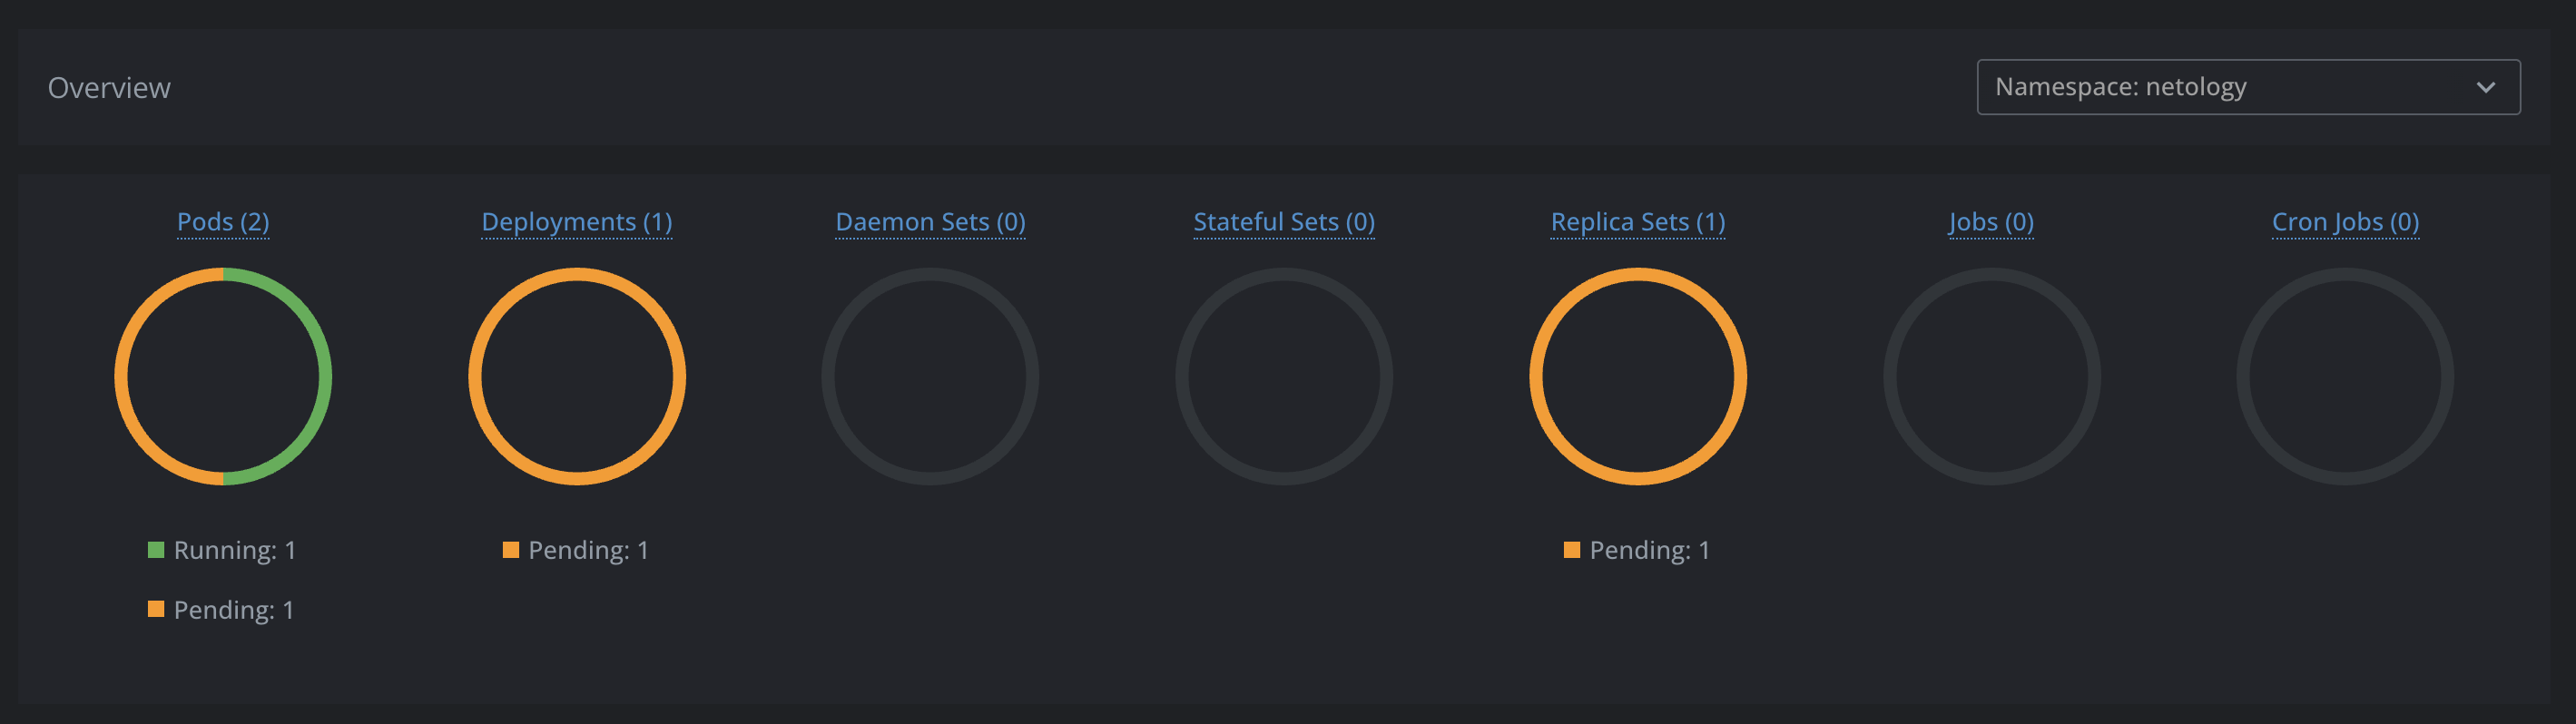 Overview
Namespace: netology
Pods (2)
Deployments (1)
Daemon Sets (0)
Stateful Sets (0)
Replica Sets (1)
Jobs (0)
Cron Jobs (0)
Running: 1
Pending: 1
Pending: 1
Pending: 1